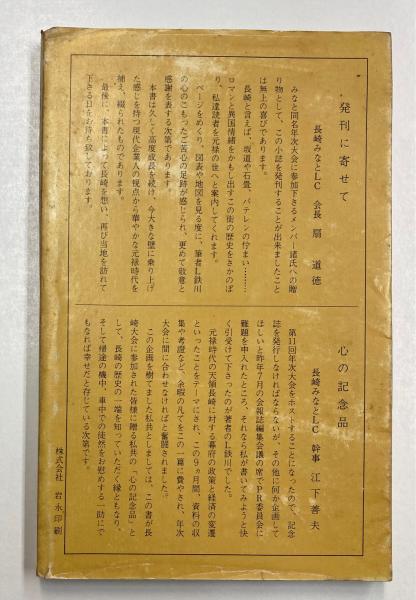 発刊に寄せて
長崎みなとLC 会長 扇 道徳
みなと同名年次大会に参加下さるメンバー諸氏への贈
り物として、この小誌を発刊することが出来ましたこと
は無上の喜びであります。
長崎と言えば、坂道や石畳、バテレンの佇まい………
ロマンと異国情緒をかもし出すこの街の歴史をさかのぼ
り、私達読者を元禄の世へと案内してくれます。
ページをめくり、図表や地図を見る度に、筆者L鉄川
の心のこもったご苦心の足跡が感じられ、更めて敬意と
感謝を表する次第であります。
本書は久しく高度成長を続け、今大きな壁に乗り上げ
た感じを持つ現代企業人の視点から華やかな元禄時代を
捕え、綴られたものであります。
最後に、本書によって長崎を想い、再び当地を訪れて
下さる日をお待ち致しております。
心の記念品
長崎みなとLC 幹事 江下善夫
第11回年次大会をホストすることになったので、記念
誌を発行しなければならないが、その他に何か企画して
ほしいと昨年7月の会報誌編集会議の席でPR委員会に
難題を申入れたところ、それなら私が書いてみようと快
く引受けて下さったのが著者のL鉄川でした。
元禄時代の天領長崎に対する幕府の政策と経済の変遷
といったことをテーマにされ、この9ヵ月間、資料の収
集や考証など、余暇の凡てをこの一篇に費やされ、年次
大会に間に合わせなければと奮闘されました。
この企画を樹てました私共としましては、この書が長
崎大会に参加された皆様に贈る私共の「心の記念品」と
して、長崎の歴史の一端を知っていただく縁ともなり、
そして帰途の機中、車中での徒然をお慰めする一助にで
もなれば幸せだと存じている次第です。
株式会社 岩永印刷